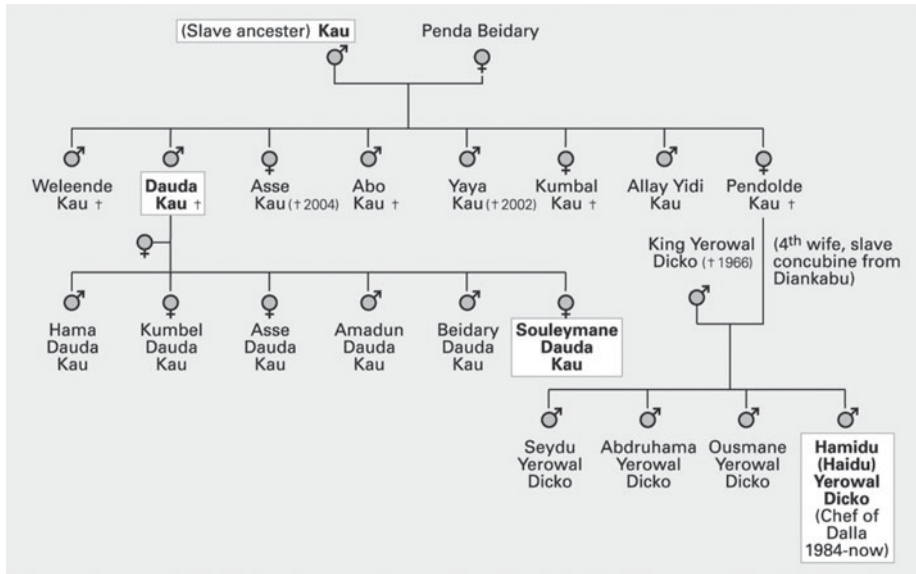 (Slave ancestor) Kau
Penda Beidary
Weleende
Kau †
Dauda
Kau †
Asse
Kau († 2004)
Abo
Kau †
Yaya
Kau († 2002)
Kumbal
Kau †
Allay Yidi
Kau
Pendolde
Kau †
King Yerowal
Dicko († 1966)
(4th wife, slave
concubine from
Diankabu)
Hama
Dauda
Kau
Kumbel
Dauda
Kau
Asse
Dauda
Kau
Amadun
Dauda
Kau
Beidary
Dauda
Kau
Souleymane
Dauda
Kau
Seydu
Yerowal
Dicko
Abdruhama
Yerowal
Dicko
Ousmane
Yerowal
Dicko
Hamidu
(Haidu)
Yerowal
Dicko
(Chef of
Dalla
1984-now)